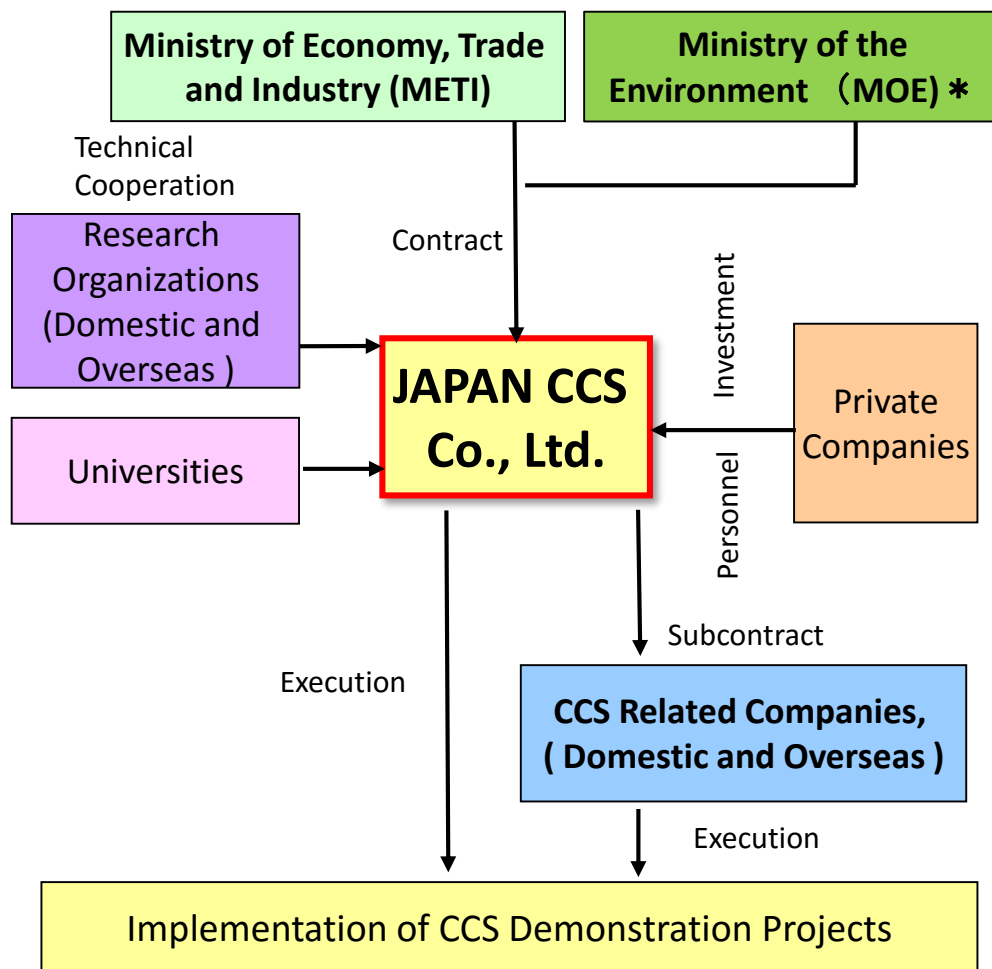 Ministry of Economy, Trade
and Industry (METI)
Ministry of the
Environment （MOE) *
Technical
Cooperation
Research
Organizations
(Domestic and
Overseas )
Contract
Universities
JAPAN CCS
Co., Ltd.
Investment
Personnel
Private
Companies
Subcontract
Execution
CCS Related Companies,
( Domestic and Overseas )
Execution
Implementation of CCS Demonstration Projects